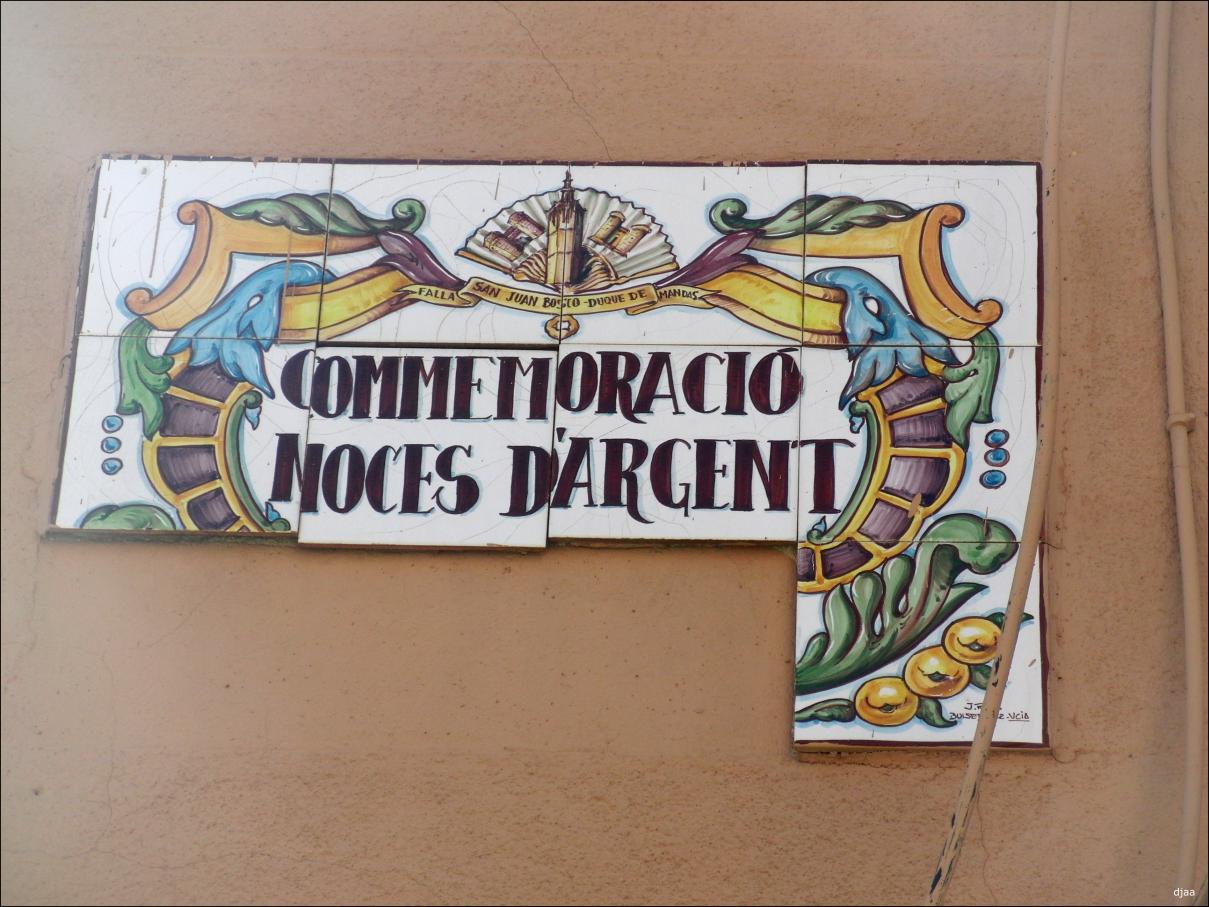 FALLA SAN JUAN BOSCO - DUQUE DE MANDAS
COMMEMORACIÓ
NOCES D'ARGENT
djaa